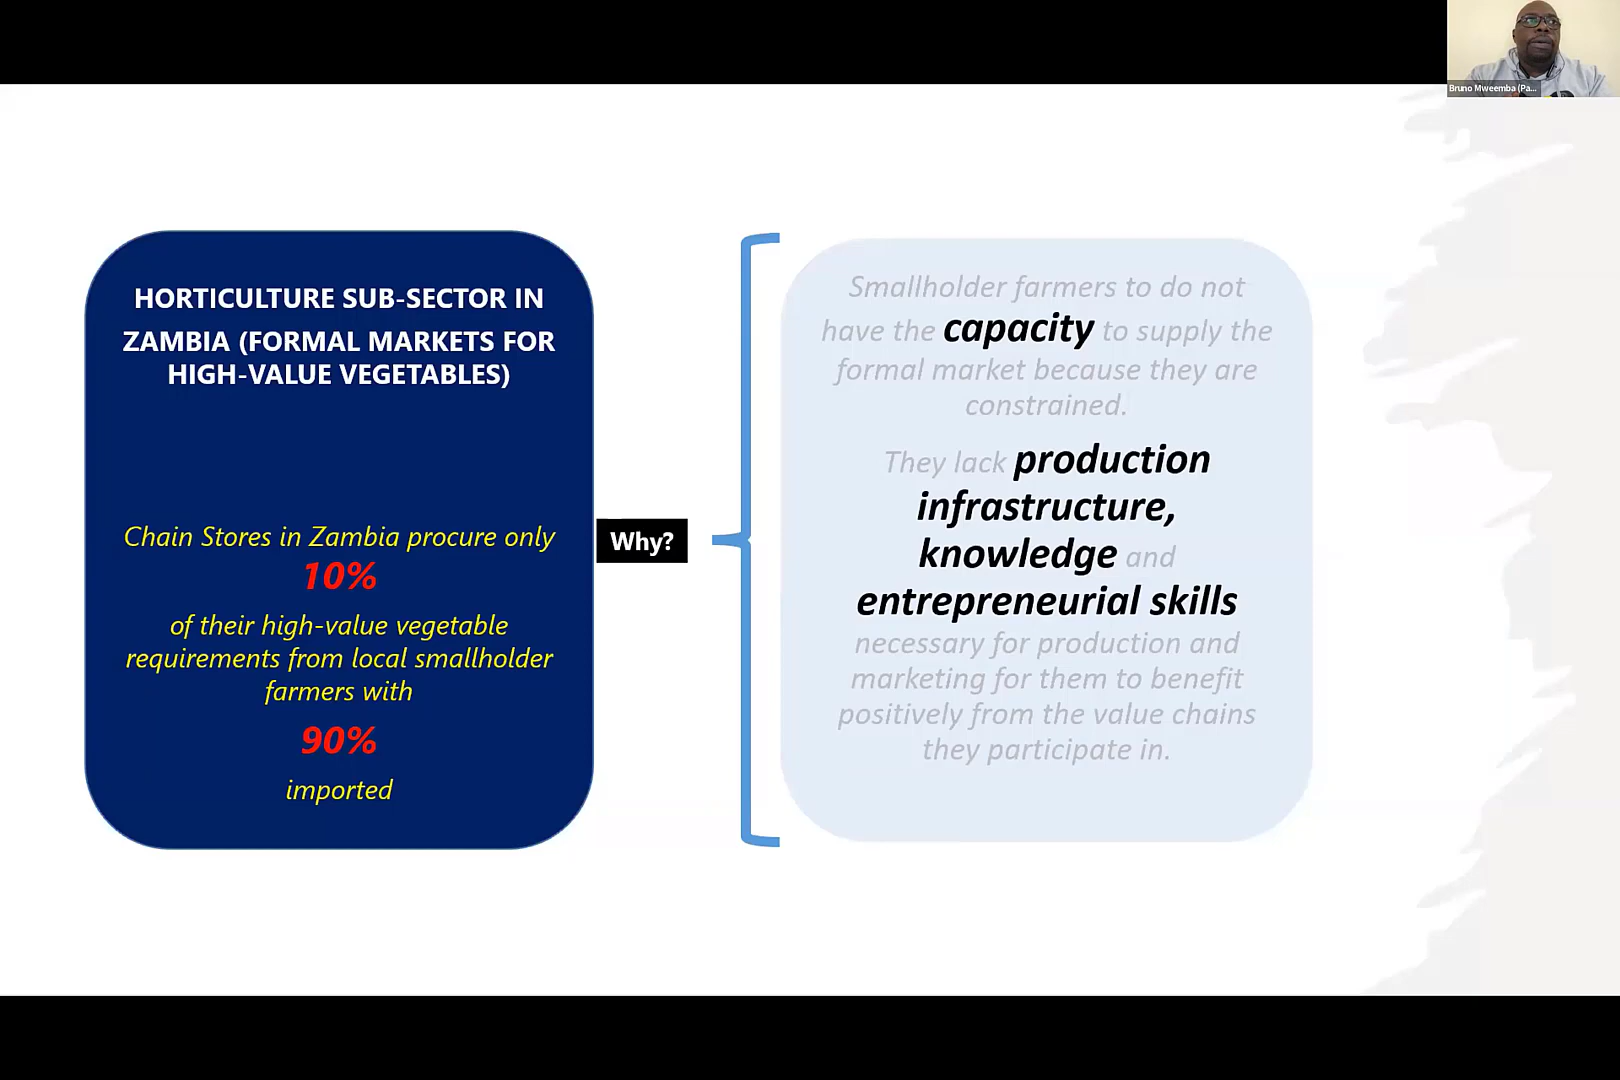 Bruno Mweemba (Pa...
HORTICULTURE SUB-SECTOR IN
ZAMBIA (FORMAL MARKETS FOR
HIGH-VALUE VEGETABLES)
Chain Stores in Zambia procure only
10%
of their high-value vegetable
requirements from local smallholder
farmers with
90%
imported
Why?
Smallholder farmers to do not
have the capacity to supply the
formal market because they are
constrained.
They lack production
infrastructure,
knowledge and
entrepreneurial skills
necessary for production and
marketing for them to benefit
positively from the value chains
they participate in.